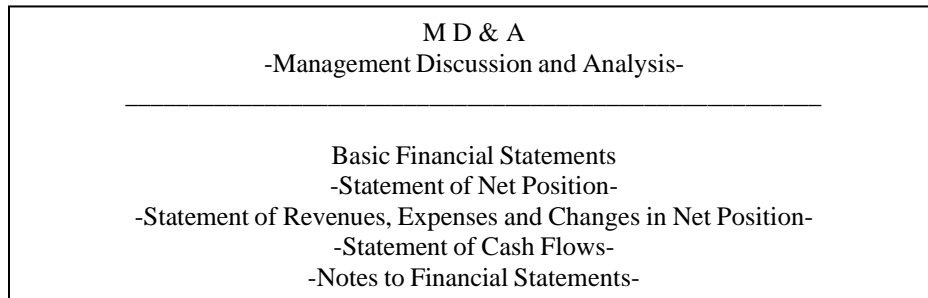 M D & A
-Management Discussion and Analysis-
Basic Financial Statements
-Statement of Net Position-
-Statement of Revenues, Expenses and Changes in Net Position-
-Statement of Cash Flows-
-Notes to Financial Statements-